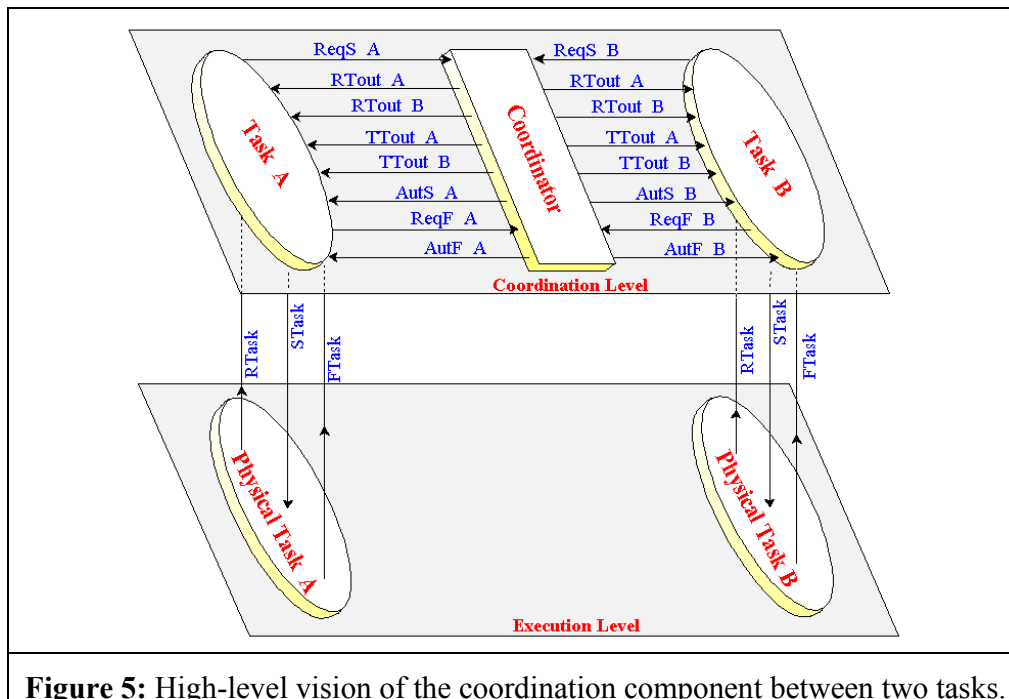 ReqS A
ReqS B
RTout A
RTout A
RTout B
RTout B
TTout A
TTout A
TTout B
TTout B
AutS A
AutS B
ReqF A
ReqF B
AutF A
AutF B
Task A
Coordinator
Task B
Coordination Level
RTask
STask
FTask
RTask
STask
FTask
Physical Task A
Physical Task B
Execution Level
Figure 5: High-level vision of the coordination component between two tasks.